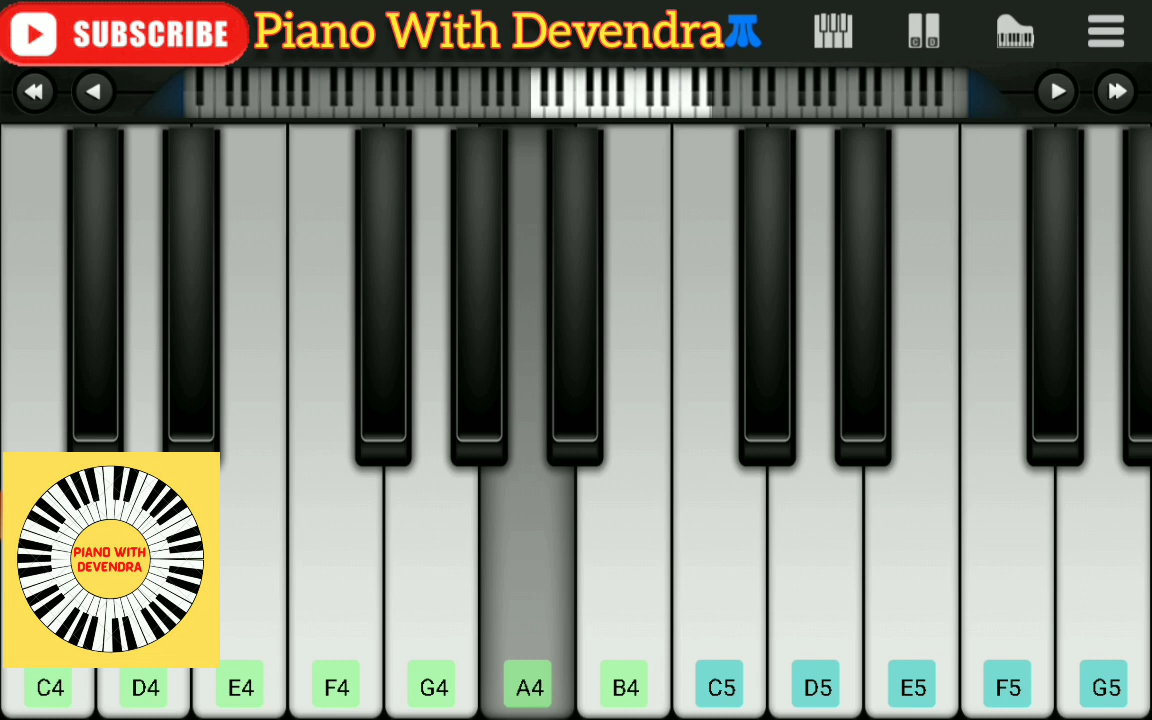 SUBSCRIBE
Piano With Devendra
PIANO WITH
DEVENDRA
C4 D4 E4 F4 G4 A4 B4 C5 D5 E5 F5 G5